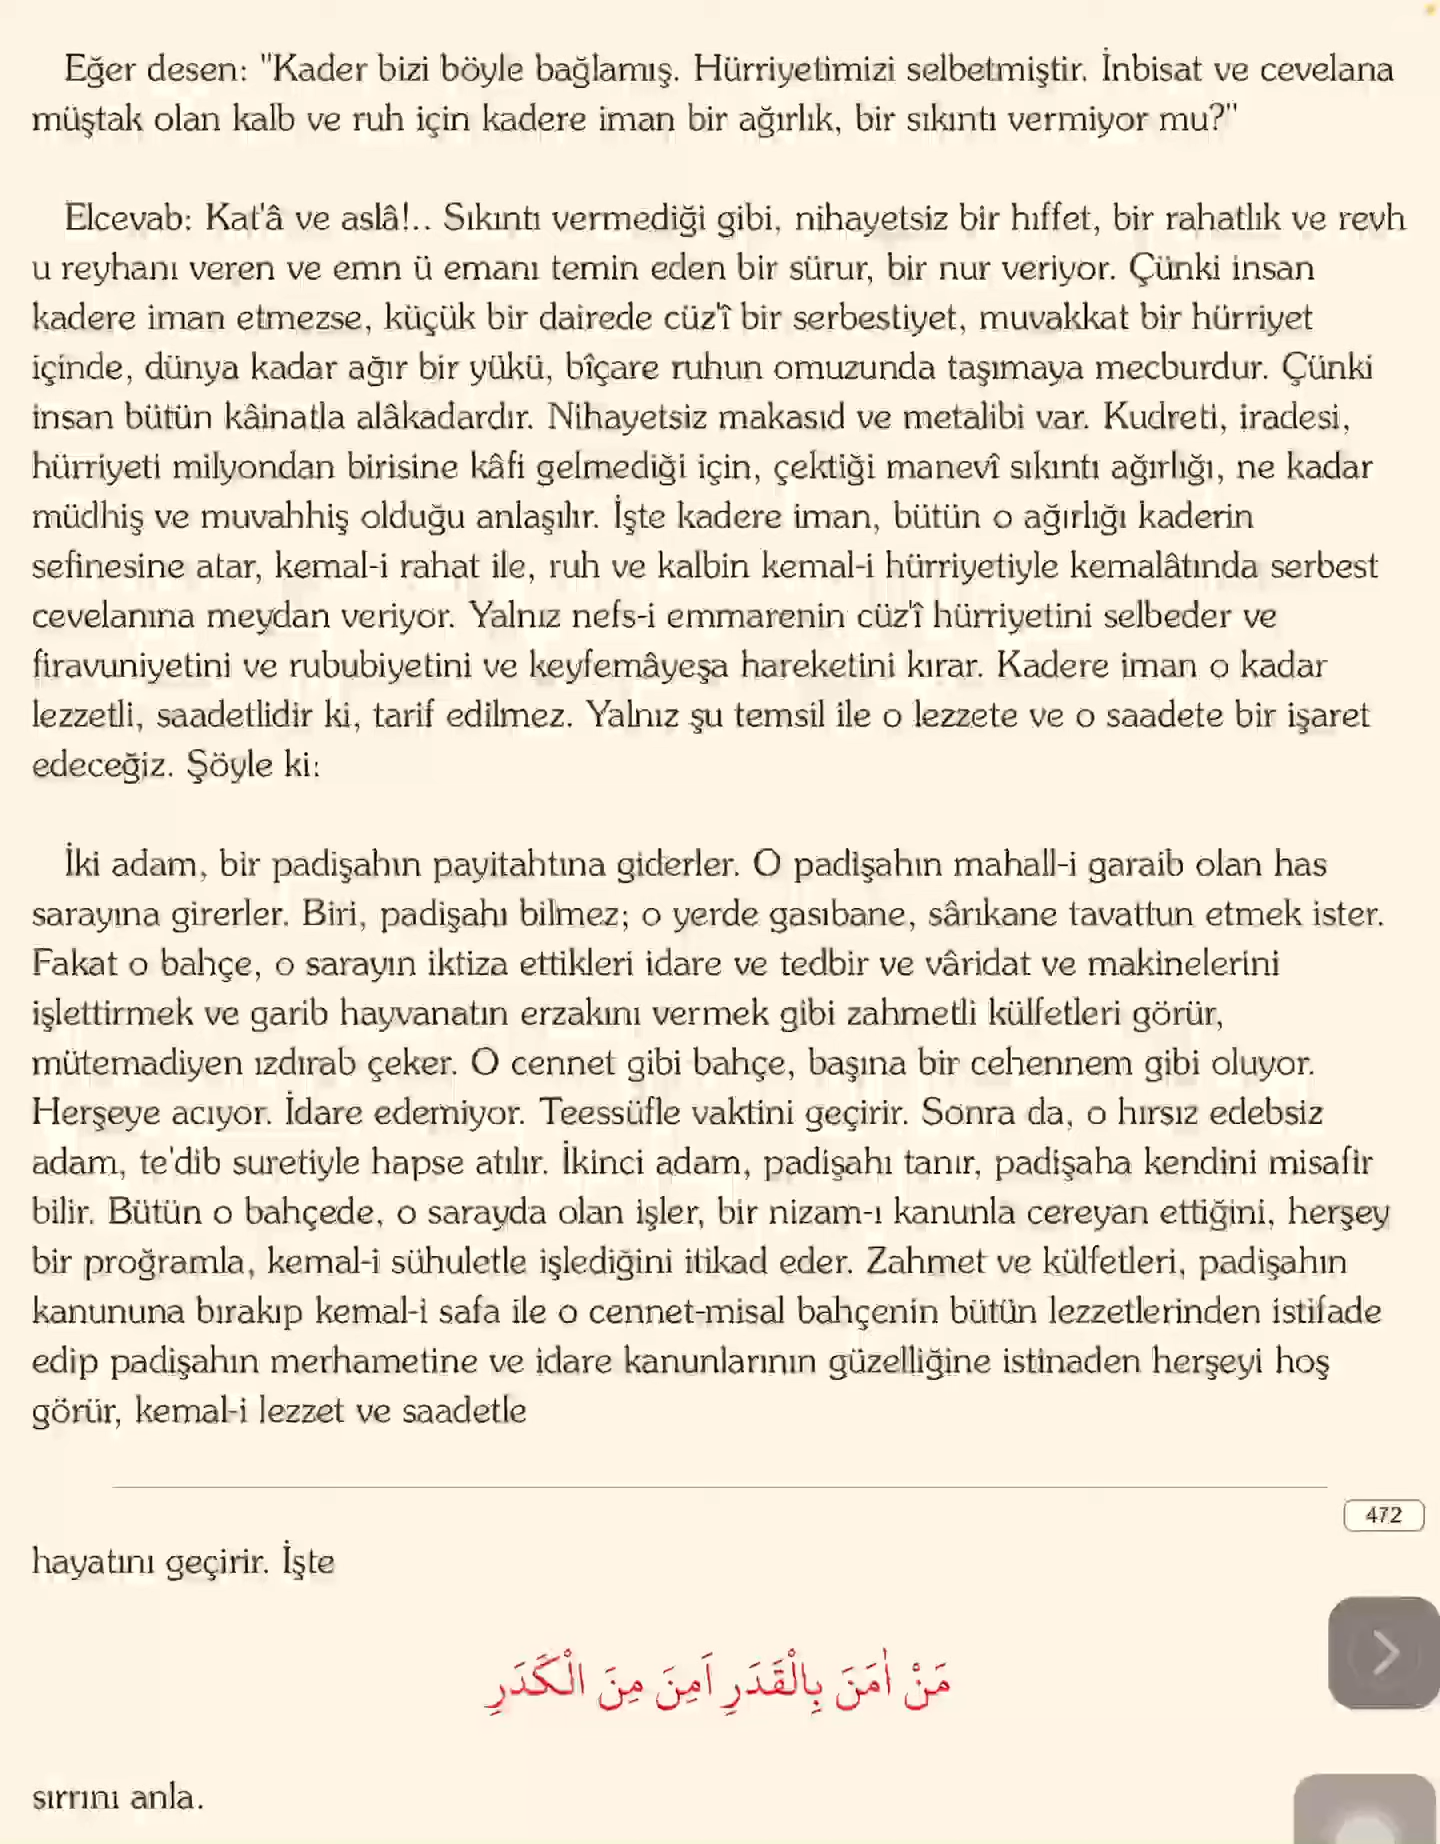 Eğer desen: "Kader bizi böyle bağlamış. Hürriyetimizi selbetmiştir. İnbisat ve cevelana
müştak olan kalb ve ruh için kadere iman bir ağırlık, bir sıkıntı vermiyor mu?"
Elcevab: Kat'â ve aslâ!.. Sıkıntı vermediği gibi, nihayetsiz bir hıffet, bir rahatlık ve revh
u reyhanı veren ve emn ü emanı temin eden bir sürur, bir nur veriyor. Çünki insan
kadere iman etmezse, küçük bir dairede cüz'î bir serbestiyet, muvakkat bir hürriyet
içinde, dünya kadar ağır bir yükü, bîçare ruhun omuzunda taşımaya mecburdur. Çünki
insan bütün kâinatla alâkadardır. Nihayetsiz makasıd ve metalibi var. Kudreti, iradesi,
hürriyeti milyondan birisine kâfi gelmediği için, çektiği manevî sıkıntı ağırlığı, ne kadar
müdhiş ve muvahhiş olduğu anlaşılır. İşte kadere iman, bütün o ağırlığı kaderin
sefinesine atar, kemal-i rahat ile, ruh ve kalbin kemal-i hürriyetiyle kemalâtında serbest
cevelanına meydan veriyor. Yalnız nefs-i emmarenin cüz'î hürriyetini selbeder ve
firavuniyetini ve rububiyetini ve keyfemâyeşa hareketini kırar. Kadere iman o kadar
lezzetli, saadetlidir ki, tarif edilmez. Yalnız şu temsil ile o lezzete ve o saadete bir işaret
edeceğiz. Şöyle ki:
İki adam, bir padişahın payitahtına giderler. O padişahın mahall-i garaib olan has
sarayına girerler. Biri, padişahı bilmez; o yerde gasıbane, sârıkane tavattun etmek ister.
Fakat o bahçe, o sarayın iktiza ettikleri idare ve tedbir ve vâridat ve makinelerini
işlettirmek ve garib hayvanatın erzakını vermek gibi zahmetli külfetleri görür,
mütemadiyen ızdırab çeker. O cennet gibi bahçe, başına bir cehennem gibi oluyor.
Herşeye acıyor. İdare edemiyor. Teessüfle vaktini geçirir. Sonra da, o hırsız edebsiz
adam, te'dib suretiyle hapse atılır. İkinci adam, padişahı tanır, padişaha kendini misafir
bilir. Bütün o bahçede, o sarayda olan işler, bir nizam-ı kanunla cereyan ettiğini, herşey
bir proğramla, kemal-i sühuletle işlediğini itikad eder. Zahmet ve külfetleri, padişahın
kanununa bırakıp kemal-i safa ile o cennet-misal bahçenin bütün lezzetlerinden istifade
edip padişahın merhametine ve idare kanunlarının güzelliğine istinaden herşeyi hoş
görür, kemal-i lezzet ve saadetle
472
hayatını geçirir. İşte
مَنْ اٰمَنَ بِالْقَدَرِ اَمِنَ مِنَ الْكَدَرِ
sırrını anla.